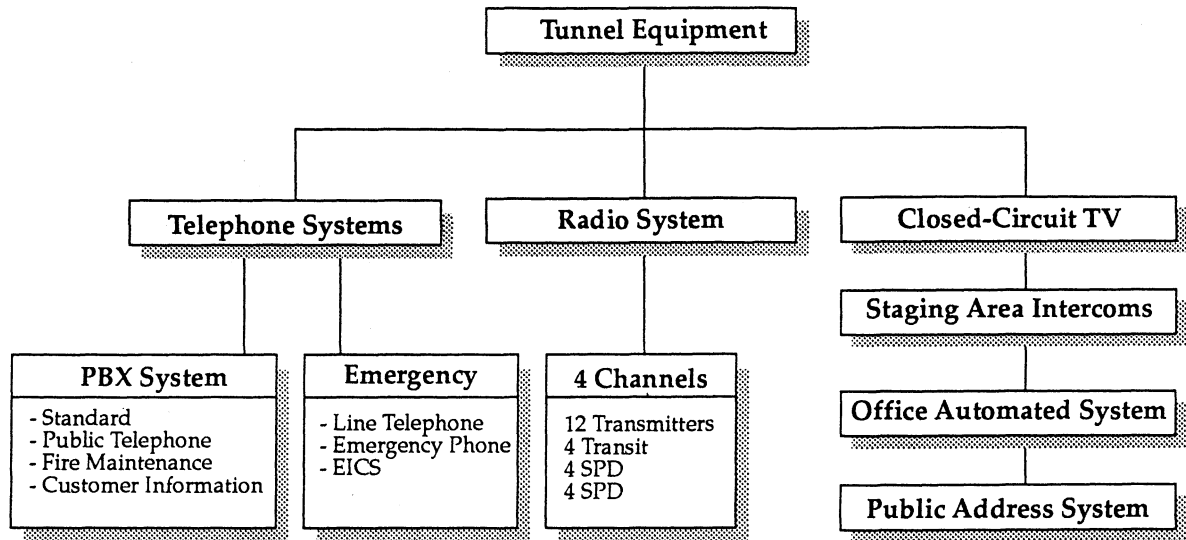 Tunnel Equipment
Telephone Systems
Radio System
Closed-Circuit TV
Staging Area Intercoms
Office Automated System
Public Address System
PBX System
- Standard
- Public Telephone
- Fire Maintenance
- Customer Information
Emergency
- Line Telephone
- Emergency Phone
- EICS
4 Channels
12 Transmitters
4 Transit
4 SPD
4 SPD